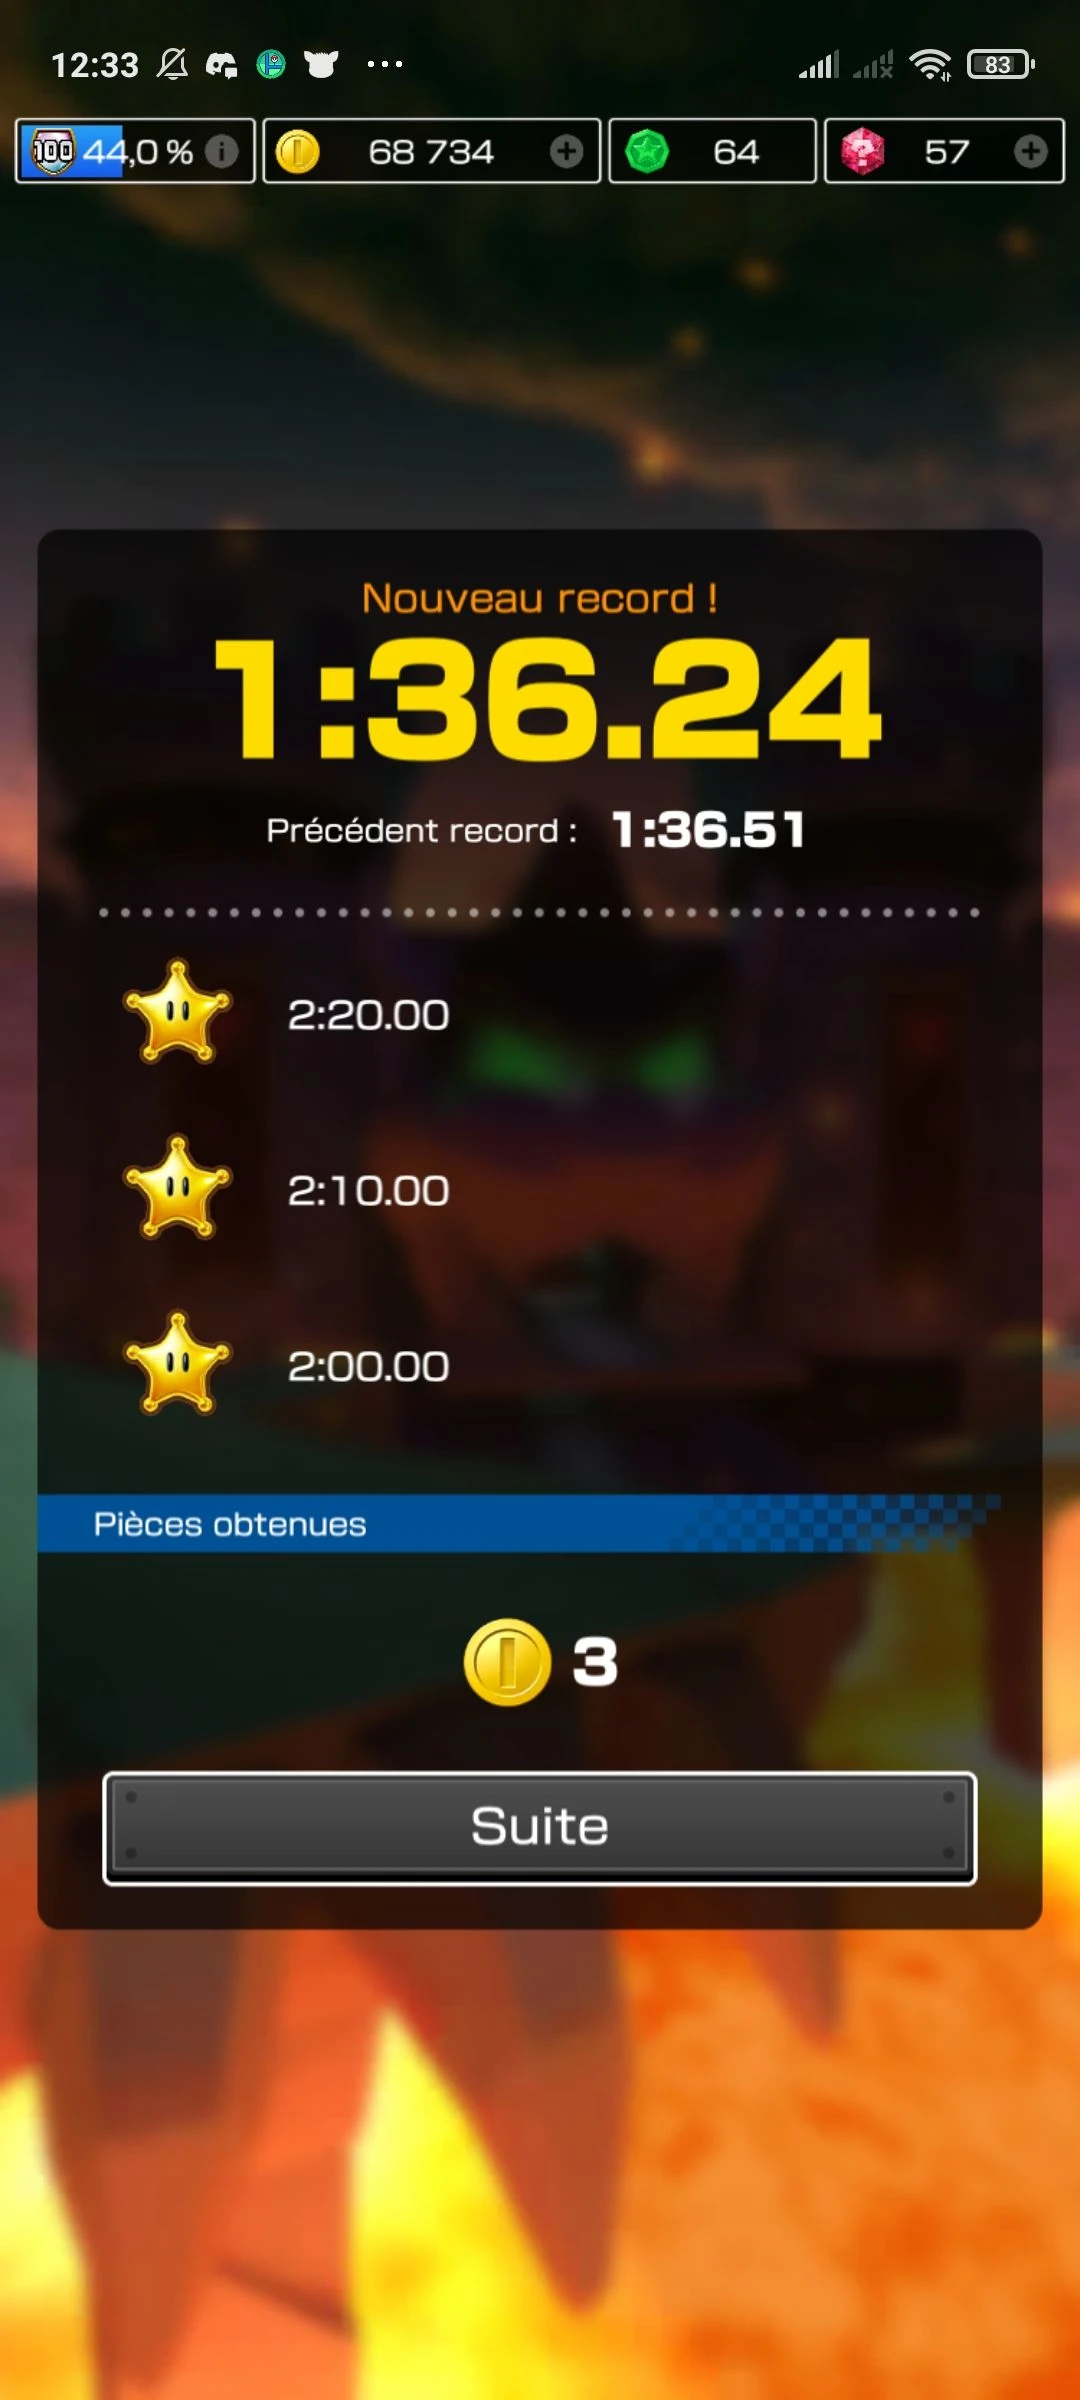 12:33 83
100 44,0 % 68 734 64 57
Nouveau record !
1:36.24
Précédent record : 1:36.51
2:20.00
2:10.00
2:00.00
Pièces obtenues
3
Suite